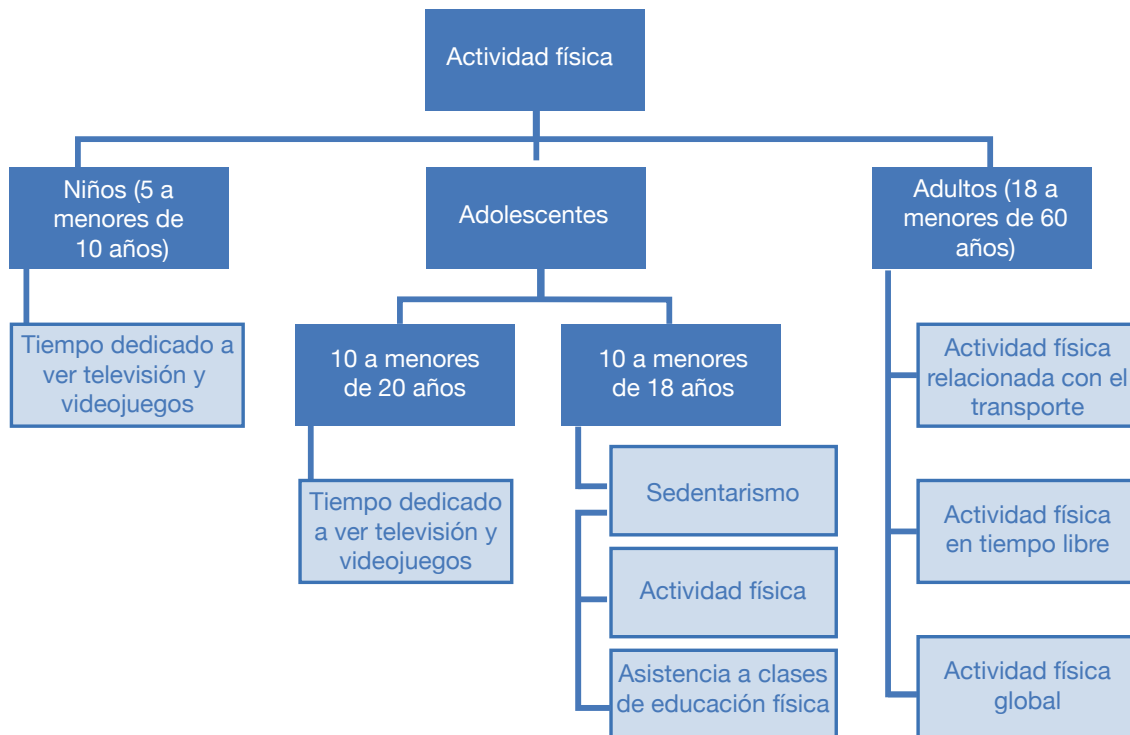 Actividad física
Niños (5 a
menores de
10 años)
Tiempo dedicado a
ver televisión y
videojuegos
Adolescentes
10 a menores
de 20 años
Tiempo dedicado
a ver televisión y
videojuegos
10 a menores
de 18 años
Sedentarismo
Actividad física
Asistencia a clases
de educación física
Adultos (18 a
menores de 60
años)
Actividad física
relacionada con el
transporte
Actividad física
en tiempo libre
Actividad física
global